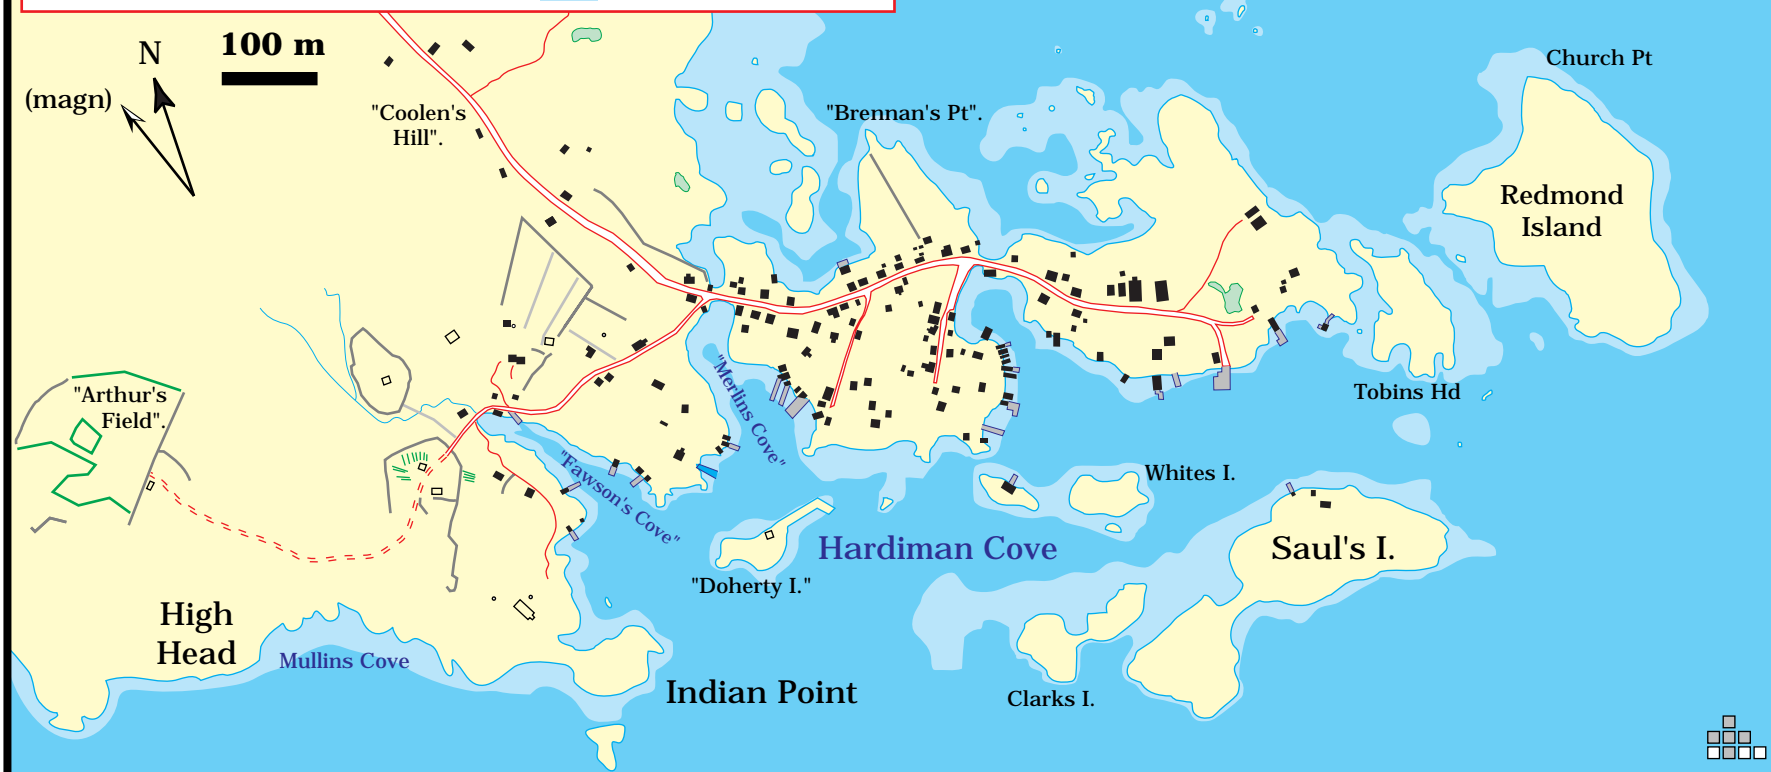 N
100 m
(magn)
"Coolen's
Hill".
"Brennan's Pt".
Church Pt
Redmond
Island
"Arthur's
Field".
"Merlins Cove"
Tobins Hd
"Fawson's Cove"
Whites I.
Hardiman Cove
Saul's I.
"Doherty I."
High
Head
Mullins Cove
Indian Point
Clarks I.